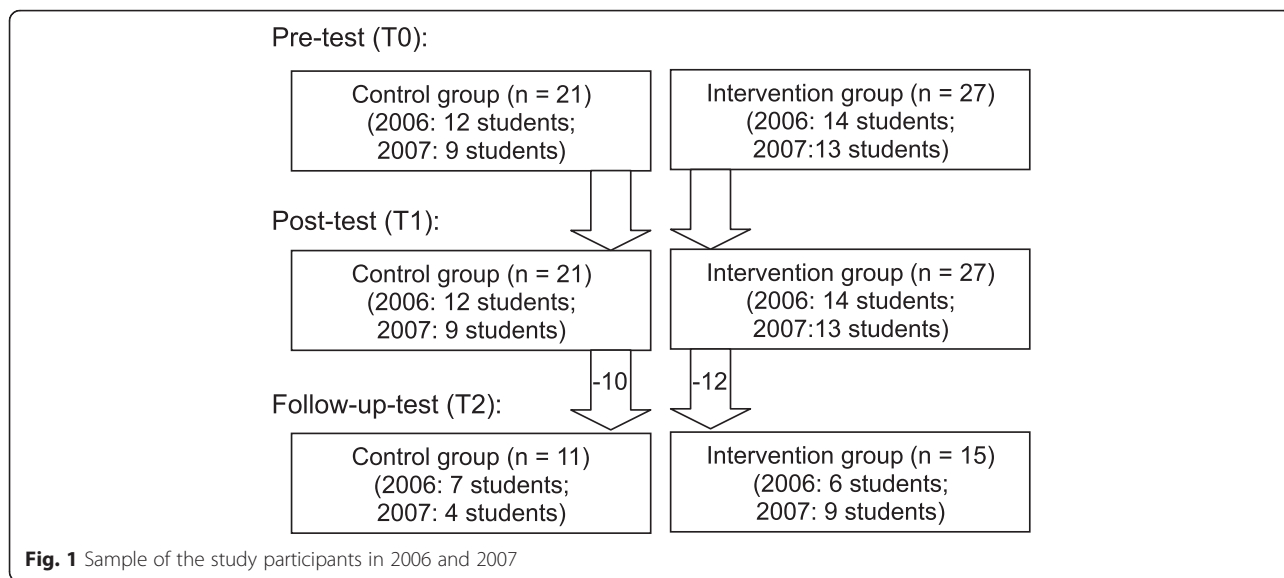 Pre-test (T0):
Control group (n = 21)
(2006: 12 students;
2007: 9 students)
Intervention group (n = 27)
(2006: 14 students;
2007:13 students)
Post-test (T1):
Control group (n = 21)
(2006: 12 students;
2007: 9 students)
Intervention group (n = 27)
(2006: 14 students;
2007:13 students)
-10
-12
Follow-up-test (T2):
Control group (n = 11)
(2006: 7 students;
2007: 4 students)
Intervention group (n = 15)
(2006: 6 students;
2007: 9 students)
Fig. 1 Sample of the study participants in 2006 and 2007